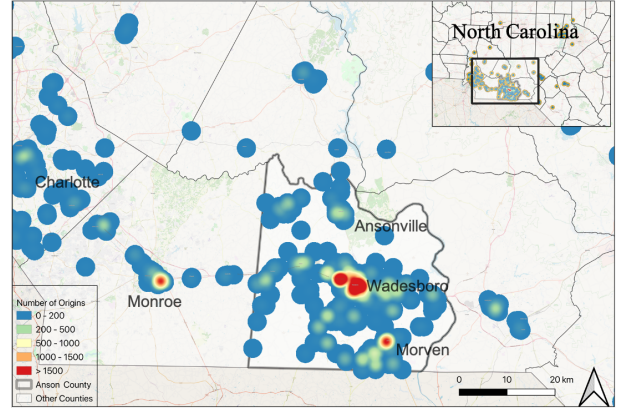 North Carolina
Charlotte
Ansonville
Wadesboro
Monroe
Morven
Number of Origins
0 - 200
200 - 500
500 - 1000
1000 - 1500
> 1500
Anson County
Other Counties
0 10 20 km